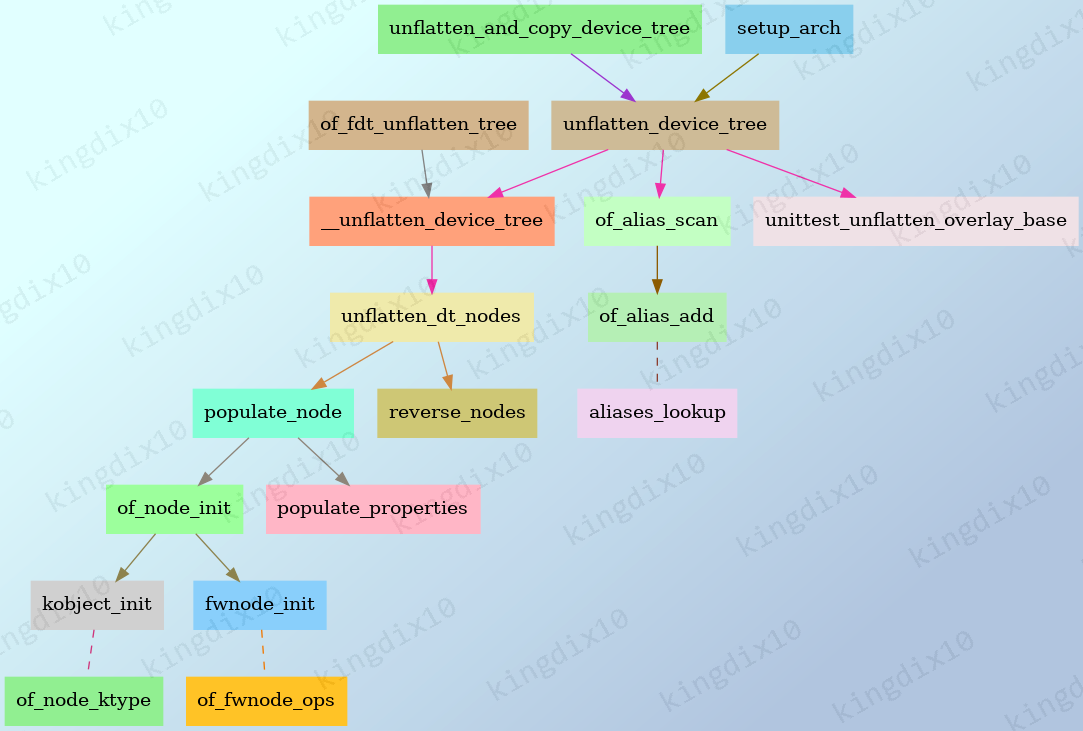 unflatten_and_copy_device_tree
setup_arch
of_fdt_unflatten_tree
unflatten_device_tree
__unflatten_device_tree
of_alias_scan
unittest_unflatten_overlay_base
unflatten_dt_nodes
of_alias_add
populate_node
reverse_nodes
aliases_lookup
of_node_init
populate_properties
kobject_init
fwnode_init
of_node_ktype
of_fwnode_ops
kingdix10